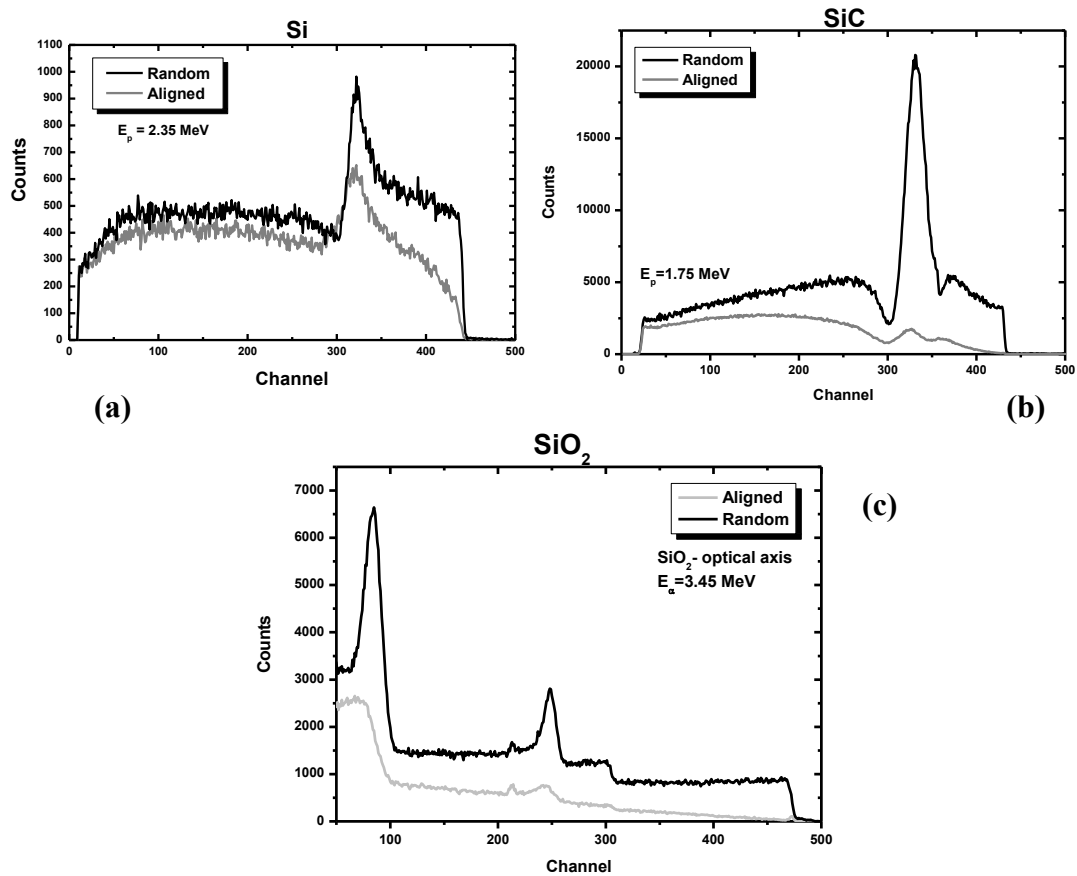 Si
1100
1000
900
800
700
600
500
400
300
200
100
0
Counts
Random
Aligned
E_p = 2.35 MeV
0 100 200 300 400 500
Channel
(a)
SiC
20000
15000
10000
5000
0
Counts
Random
Aligned
E_p=1.75 MeV
0 100 200 300 400 500
Channel
(b)
SiO₂
7000
6000
5000
4000
3000
2000
1000
0
Counts
Aligned
Random
SiO₂- optical axis
E_α=3.45 MeV
100 200 300 400 500
Channel
(c)